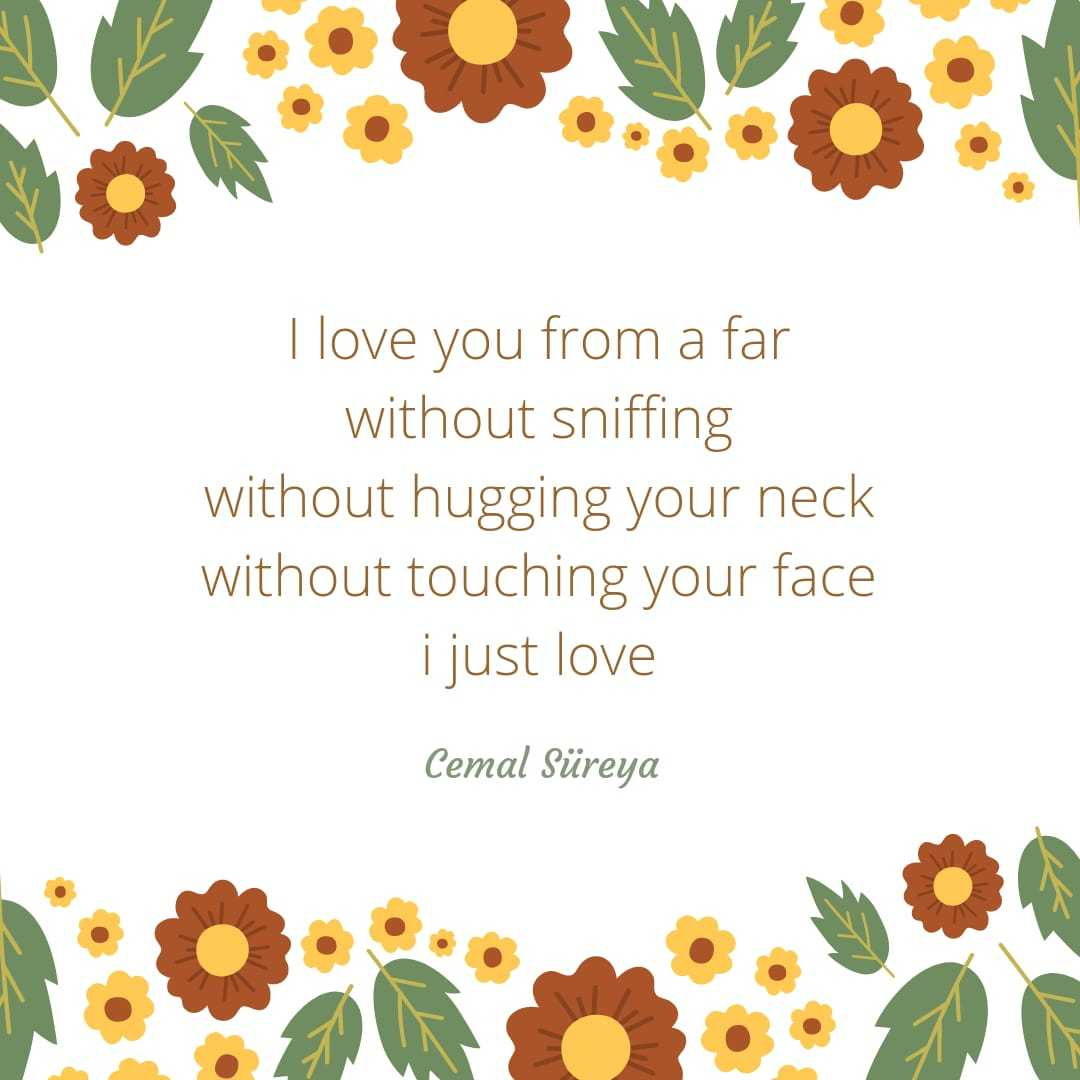 I love you from a far
without sniffing
without hugging your neck
without touching your face
i just love
Cemal Süreya